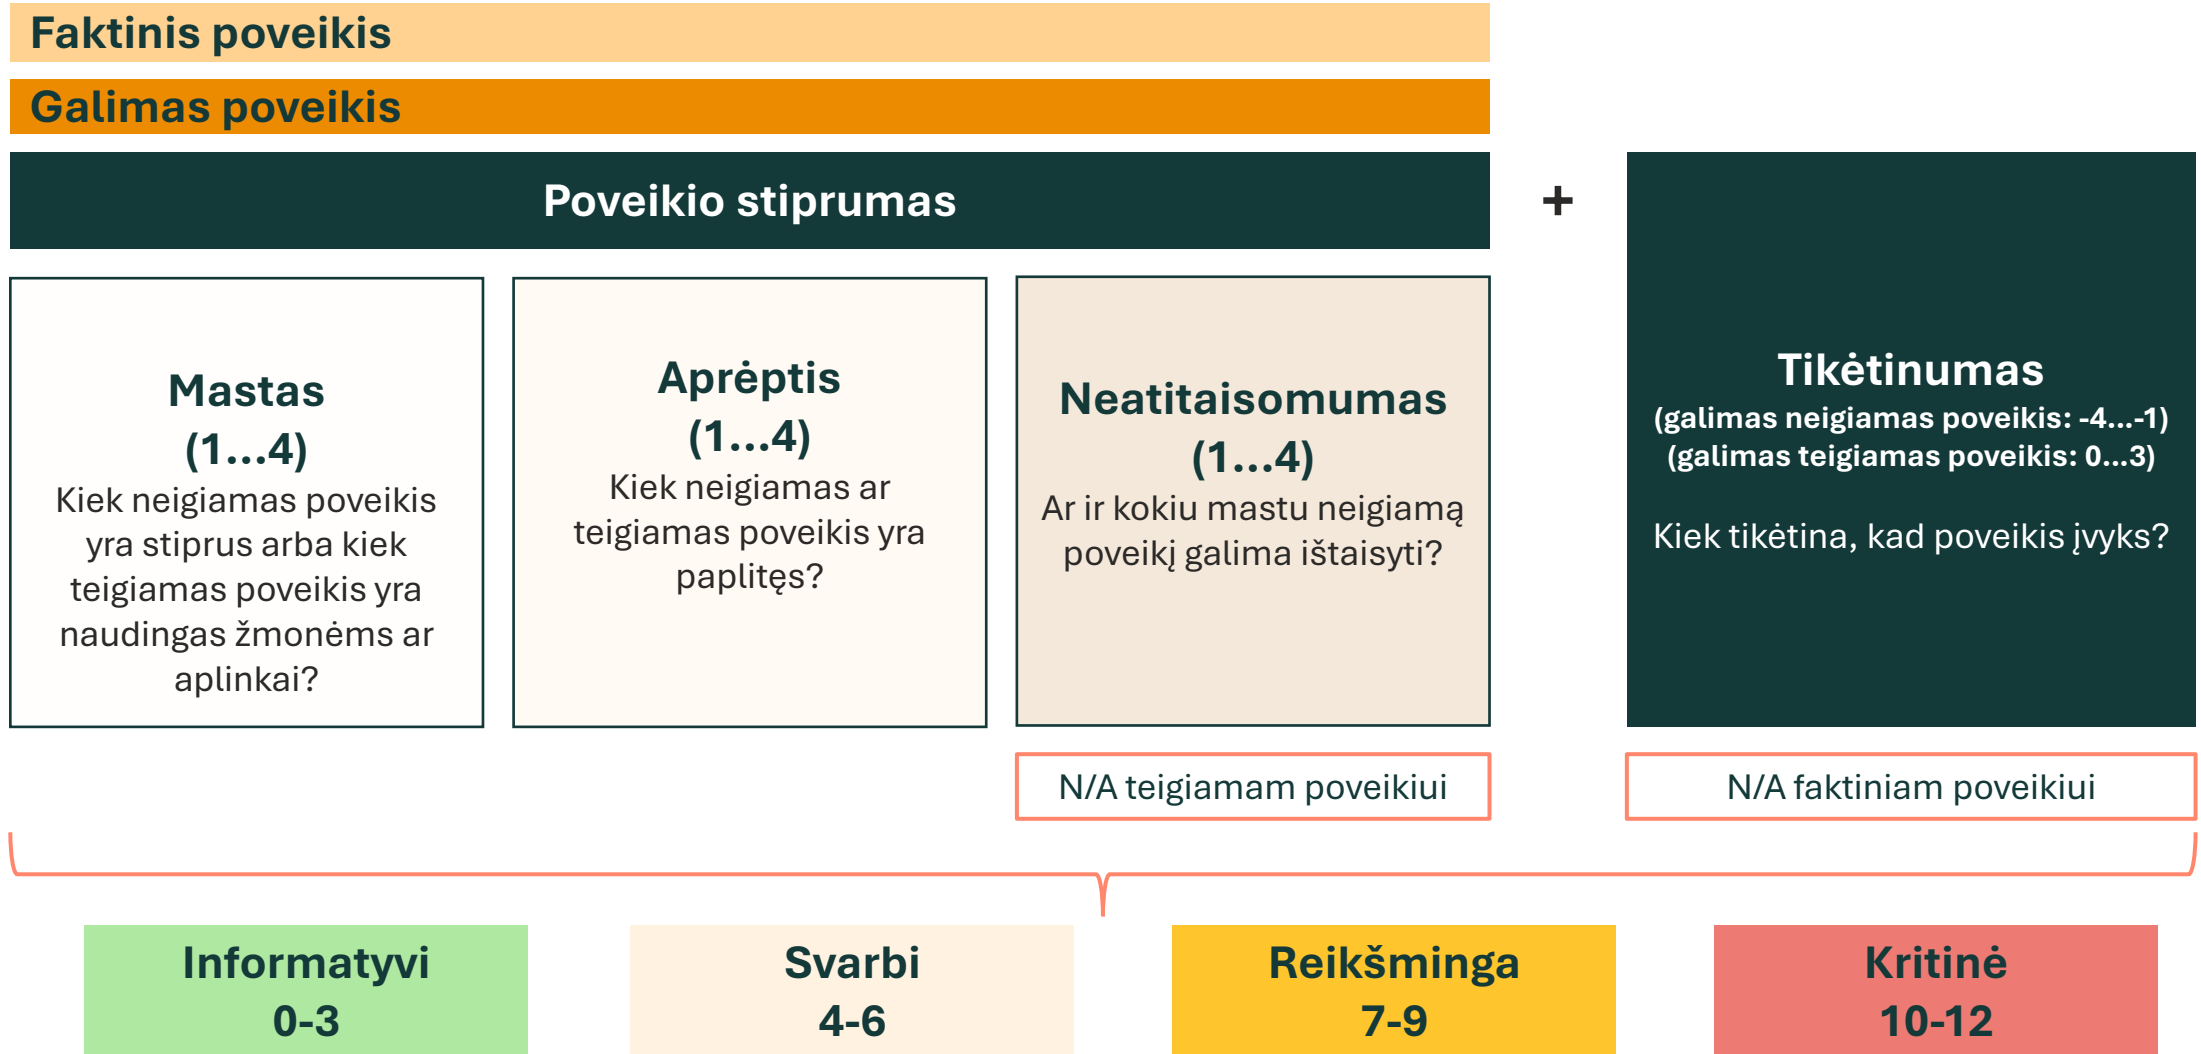 Faktinis poveikis
Galimas poveikis
Poveikio stiprumas
+
Mastas
(1...4)
Kiek neigiamas poveikis
yra stiprus arba kiek
teigiamas poveikis yra
naudingas žmonėms ar
aplinkai?
Aprėptis
(1...4)
Kiek neigiamas ar
teigiamas poveikis yra
paplitęs?
Neatitaisomumas
(1...4)
Ar ir kokiu mastu neigiamą
poveikį galima ištaisyti?
Tikėtinumas
(galimas neigiamas poveikis: -4...-1)
(galimas teigiamas poveikis: 0...3)
Kiek tikėtina, kad poveikis įvyks?
N/A teigiamam poveikiui
N/A faktiniam poveikiui
Informatyvi
0-3
Svarbi
4-6
Reikšminga
7-9
Kritinė
10-12